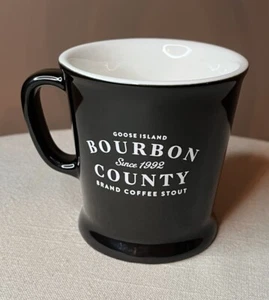 GOOSE ISLAND
BOURBON
Since 1992
COUNTY
BRAND COFFEE STOUT